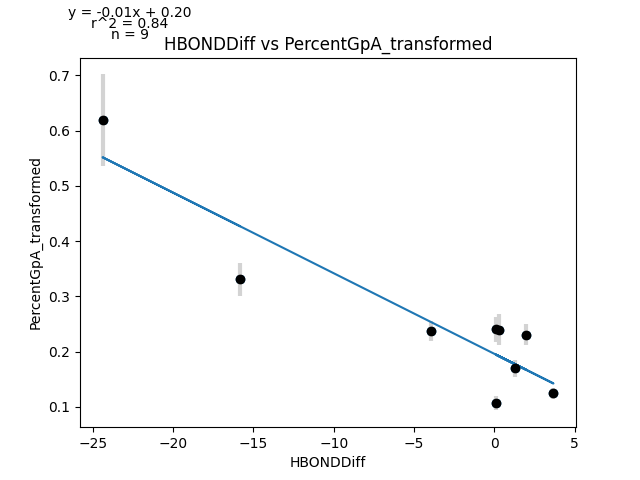 y = -0.01x + 0.20
r^2 = 0.84
n = 9
HBONDDiff vs PercentGpA_transformed
PercentGpA_transformed
0.7
0.6
0.5
0.4
0.3
0.2
0.1
−25
−20
−15
−10
−5
0
5
HBONDDiff